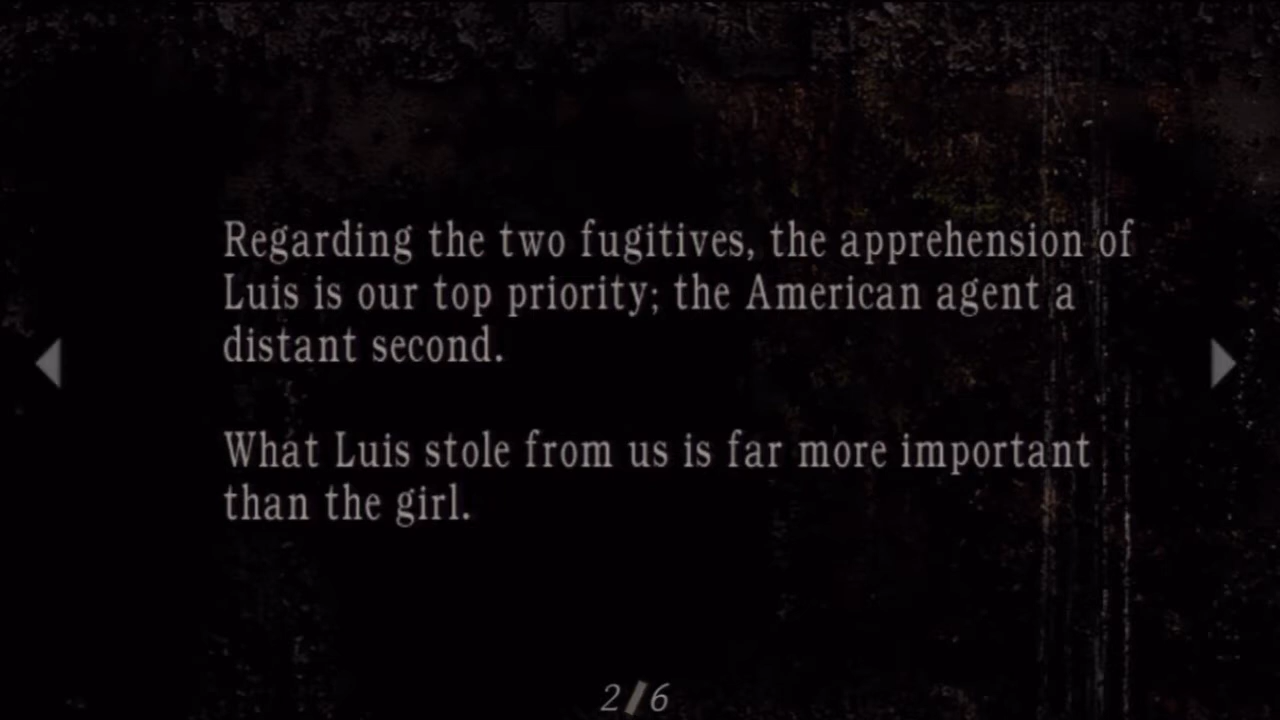 Regarding the two fugitives, the apprehension of
Luis is our top priority; the American agent a
distant second.
What Luis stole from us is far more important
than the girl.
2/6